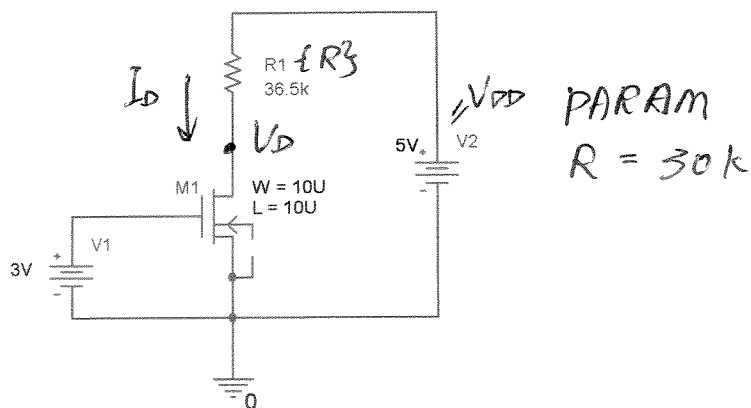 R1 {R}
36.5k
I_D
V_D
5V
V2
= V_DD
PARAM
R = 30k
M1
W = 10U
L = 10U
V1
3V
0